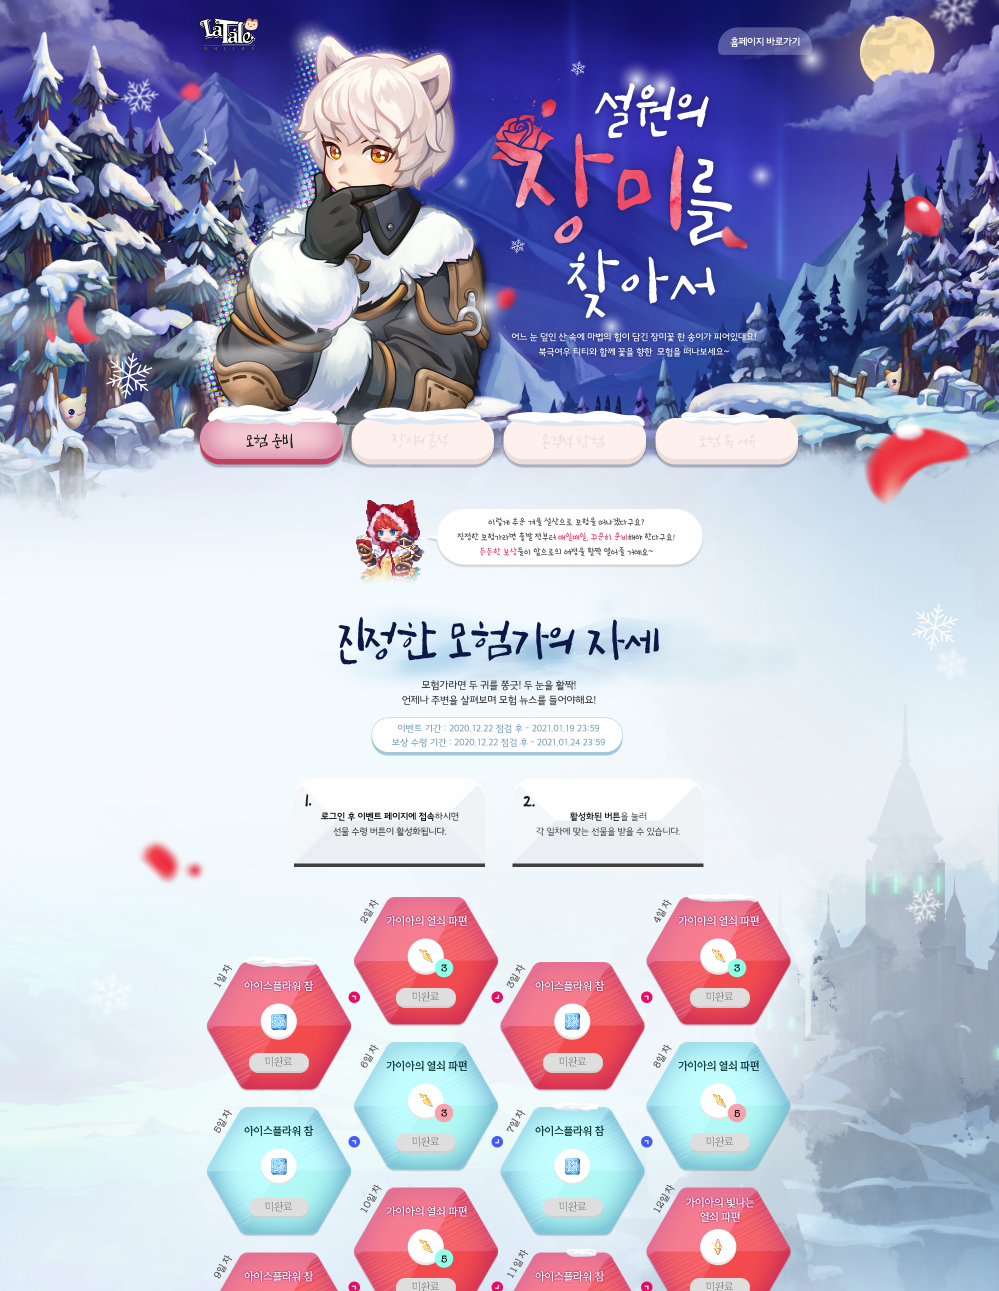 LaTale
ONLINE
홈페이지 바로가기
설원의
장미를
찾아서
어느 눈 덮인 산 속에 마법의 힘이 담긴 장미꽃 한 송이가 피어있대요!
북극여우 티티와 함께 꽃을 향한 모험을 떠나보세요~
모험 준비
장미의 흔적
본격적 탐험
모험 속 여유
이렇게 추운 겨울 설산으로 모험을 떠나겠다구요?
진정한 모험가라면 출발 전부터 매일매일, 꾸준히 준비해야 한다구요!
든든한 보상들이 앞으로의 여정을 활짝 열어줄 거예요~
진정한 모험가의 자세
모험가라면 두 귀를 쫑긋! 두 눈을 활짝!
언제나 주변을 살펴보며 모험 뉴스를 들어야해요!
이벤트 기간 : 2020.12.22 점검 후 - 2021.01.19 23:59
보상 수령 기간 : 2020.12.22 점검 후 - 2021.01.24 23:59
1.
로그인 후 이벤트 페이지에 접속하시면
선물 수령 버튼이 활성화됩니다.
2.
활성화된 버튼을 눌러
각 일차에 맞는 선물을 받을 수 있습니다.
1일차
아이스플라워 참
미완료
2일차
가이아의 열쇠 파편
3
미완료
3일차
아이스플라워 참
미완료
4일차
가이아의 열쇠 파편
3
미완료
5일차
아이스플라워 참
미완료
6일차
가이아의 열쇠 파편
3
미완료
7일차
아이스플라워 참
미완료
8일차
가이아의 열쇠 파편
5
미완료
9일차
아이스플라워 참
10일차
가이아의 열쇠 파편
5
미완료
11일차
아이스플라워 참
12일차
가이아의 빛나는
열쇠 파편
미완료